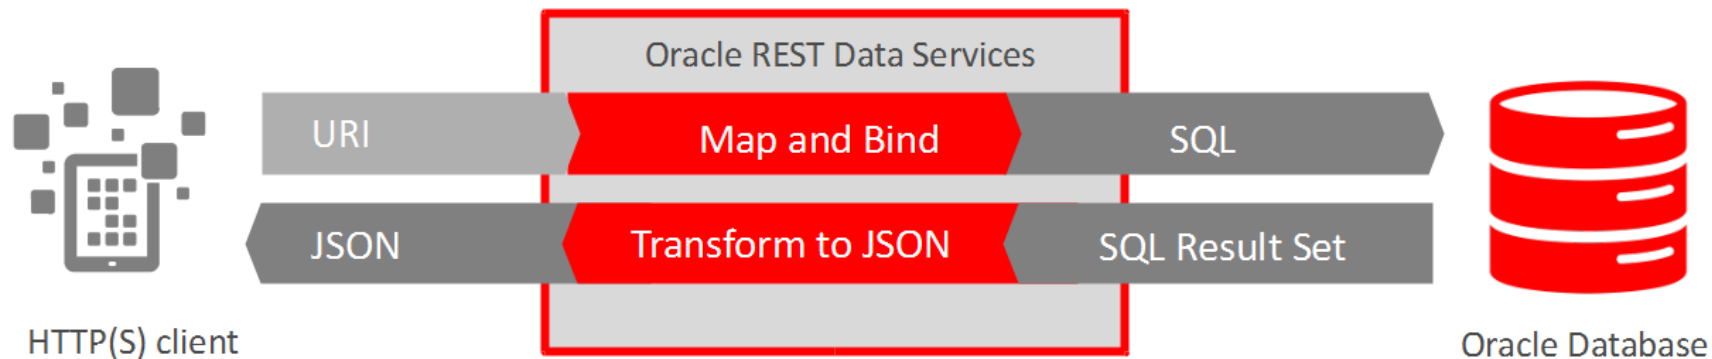 Oracle REST Data Services
URI
Map and Bind
SQL
JSON
Transform to JSON
SQL Result Set
HTTP(S) client
Oracle Database